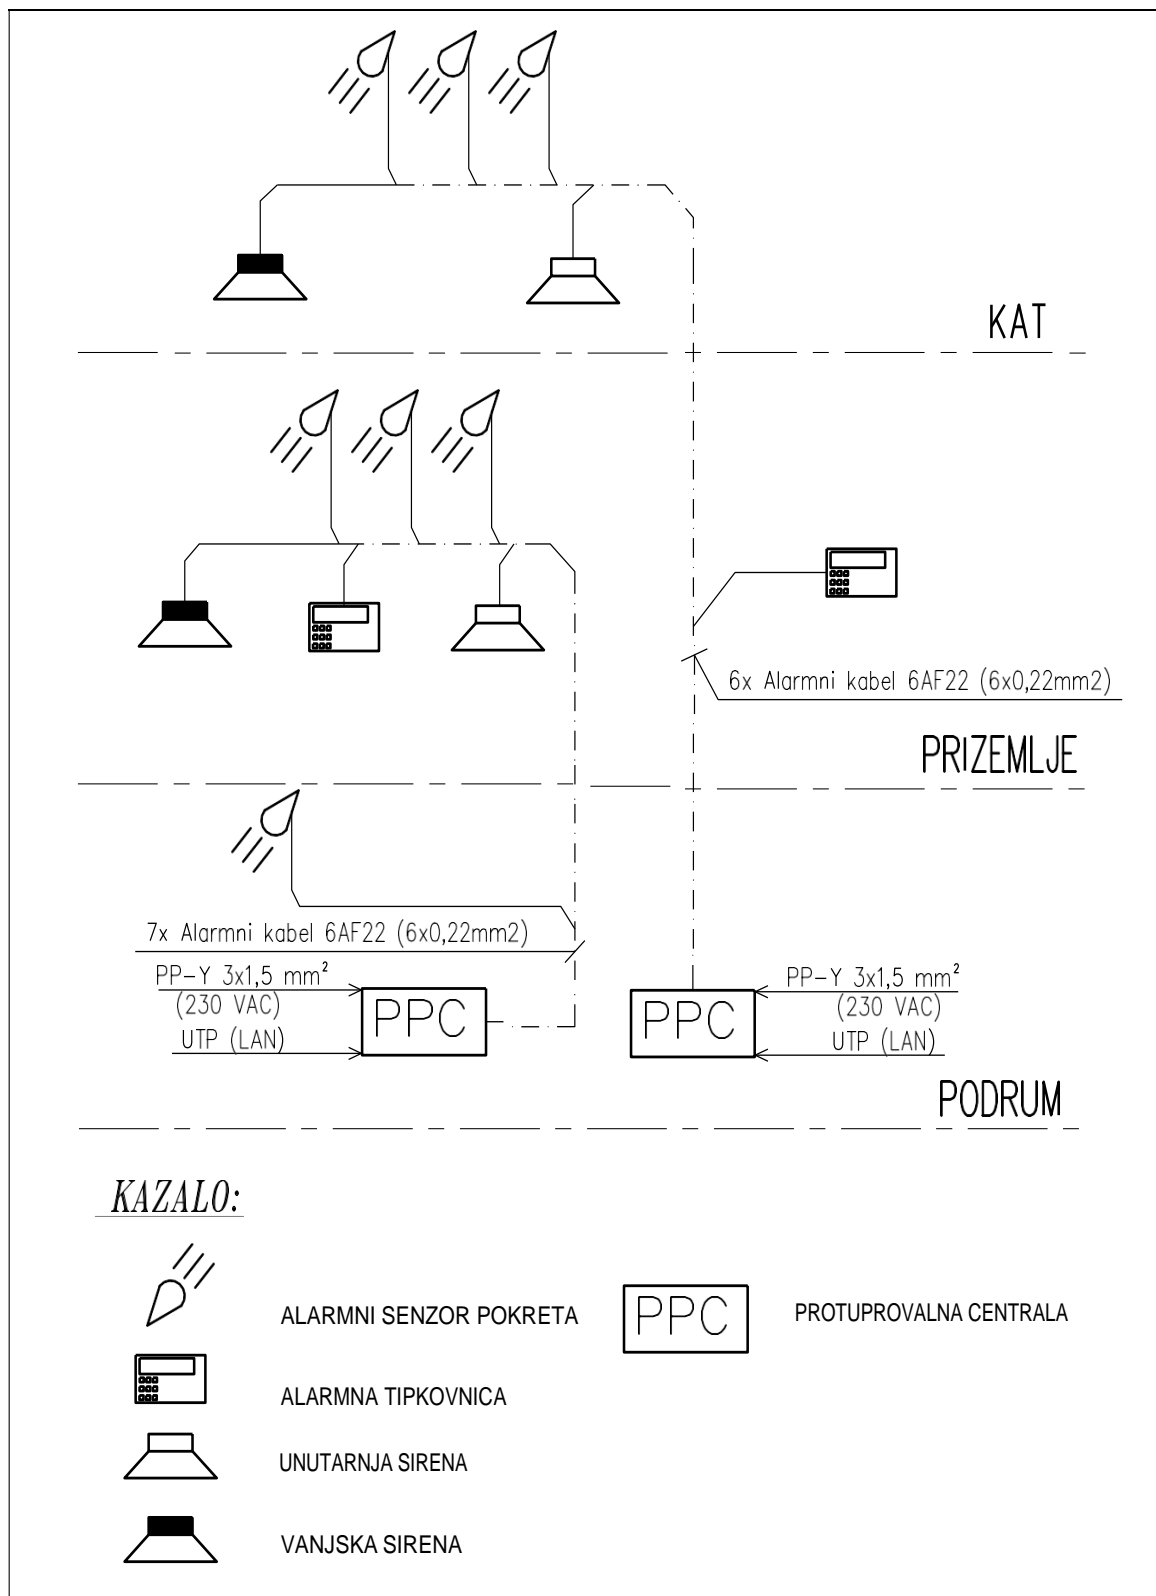 KAT
6x Alarmni kabel 6AF22 (6x0,22mm2)
PRIZEMLJE
7x Alarmni kabel 6AF22 (6x0,22mm2)
PP-Y 3x1,5 mm²
(230 VAC)
UTP (LAN)
PPC
PPC
PP-Y 3x1,5 mm²
(230 VAC)
UTP (LAN)
PODRUM
KAZALO:
ALARMNI SENZOR POKRETA
PPC
PROTUPROVALNA CENTRALA
ALARMNA TIPKOVNICA
UNUTARNJA SIRENA
VANJSKA SIRENA